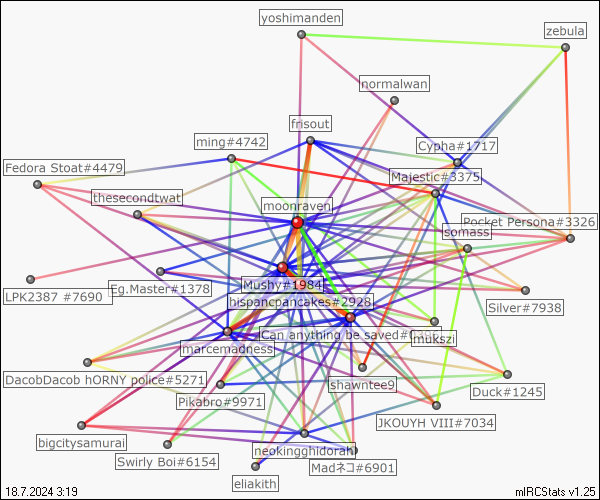 yoshimanden
zebula
normalwan
frisout
ming#4742
Cypha#1717
Fedora Stoat#4479
Majestic#3375
thesecondtwat
moonraven
Pocket Persona#3326
somass
Mushy#1984
Eg.Master#1378
LPK2387 #7690
hispancpancakes#2928
Silver#7938
Can anything be saved
mukszi
marcemadness
DacobDacob hORNY police#5271
shawntee9
Duck#1245
Pikabro#9971
JKOUYH VIII#7034
bigcitysamurai
neokingghidorah
Swirly Boi#6154
Madネコ#6901
eliakith
18.7.2024 3:19
mIRCStats v1.25